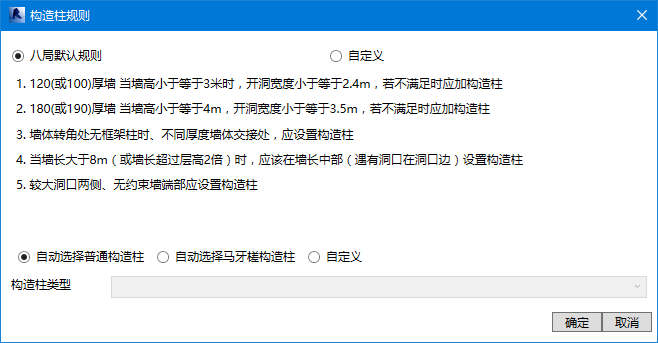 构造柱规则
八局默认规则 自定义
1. 120(或100)厚墙 当墙高小于等于3米时，开洞宽度小于等于2.4m，若不满足时应加构造柱
2. 180(或190)厚墙 当墙高小于等于4m，开洞宽度小于等于3.5m，若不满足时应加构造柱
3. 墙体转角处无框架柱时、不同厚度墙体交接处，应设置构造柱
4. 当墙长大于8m（或墙长超过层高2倍）时，应该在墙长中部（遇有洞口在洞口边）设置构造柱
5. 较大洞口两侧、无约束墙端部应设置构造柱
自动选择普通构造柱 自动选择马牙槎构造柱 自定义
构造柱类型
确定 取消